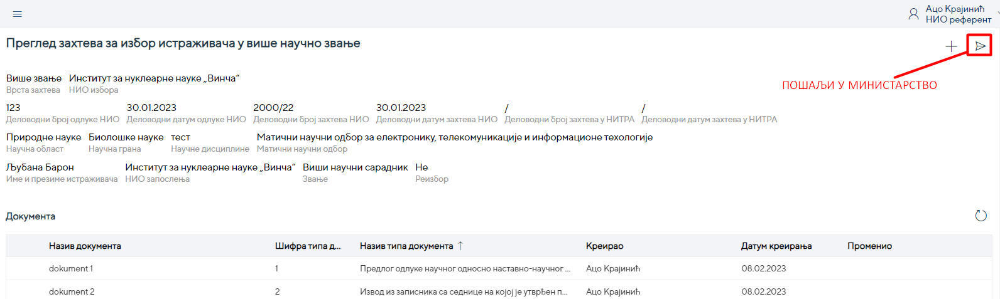 Ацо Крајинић
НИО референт
Преглед захтева за избор истраживача у више научно звање
ПОШАЉИ У МИНИСТАРСТВО
Више звање Институт за нуклеарне науке „Винча“
Врста захтева НИО избора
123 30.01.2023 2000/22 30.01.2023 / /
Деловодни број одлуке НИО Деловодни датум одлуке НИО Деловодни број захтева НИО Деловодни датум захтева НИО Деловодни број захтева у НИТРА Деловодни датум захтева у НИТРА
Природне науке Биолошке науке тест Матични научни одбор за електронику, телекомуникације и информационе техологије
Научна област Научна грана Научне дисциплине Матични научни одбор
Љубана Барон Институт за нуклеарне науке „Винча“ Виши научни сарадник Не
Име и презиме истраживача НИО запослења Звање Реизбор
Документа
Назив документа Шифра типа д... Назив типа документа ↑ Креирао Датум креирања Променио
dokument 1 1 Предлог одлуке научног односно наставно-научног ... Ацо Крајинић 08.02.2023
dokument 2 2 Извод из записника са седнице на којој је утврђен п... Ацо Крајинић 08.02.2023